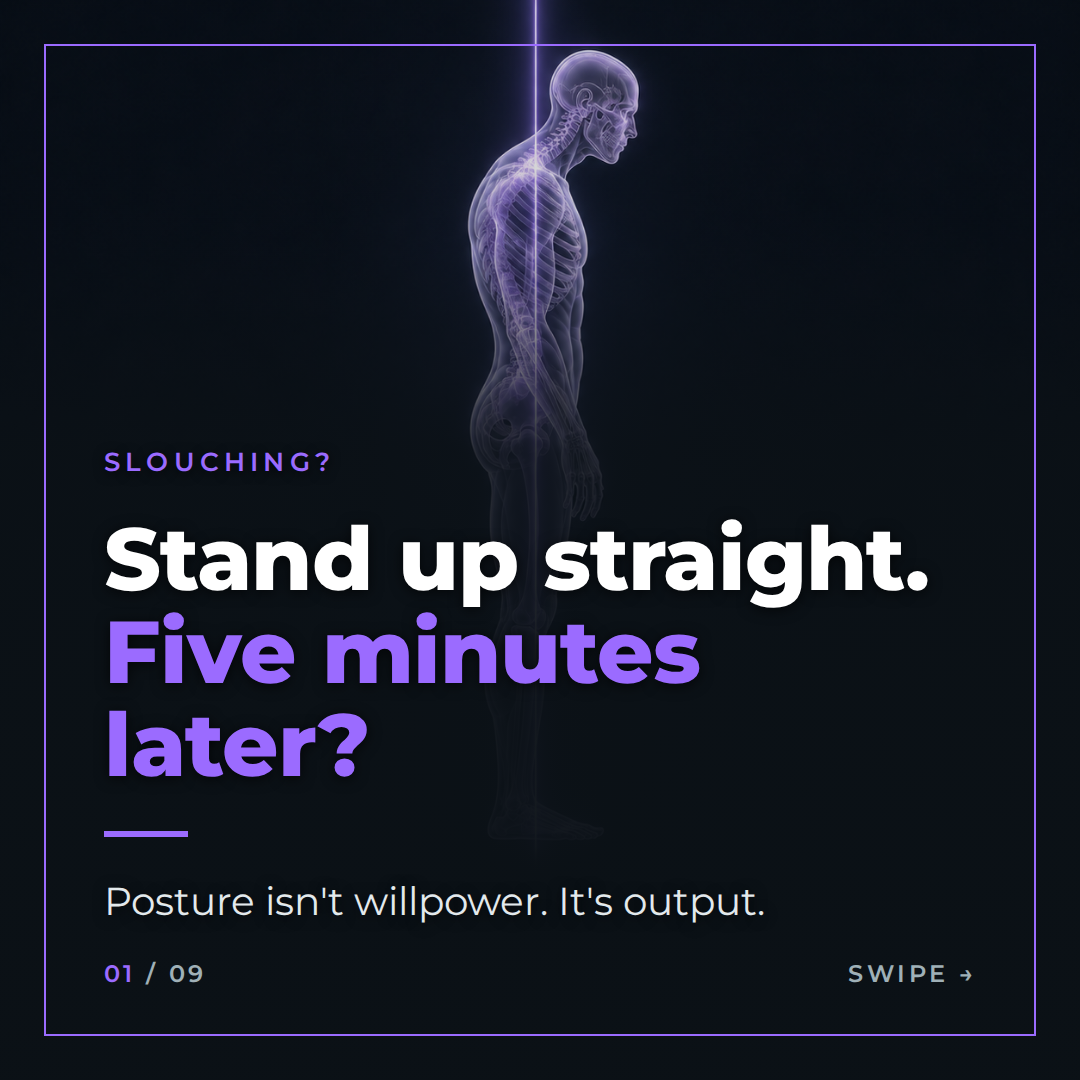 SLOUCHING?
Stand up straight.
Five minutes
later?
Posture isn't willpower. It's output.
01 / 09
SWIPE →